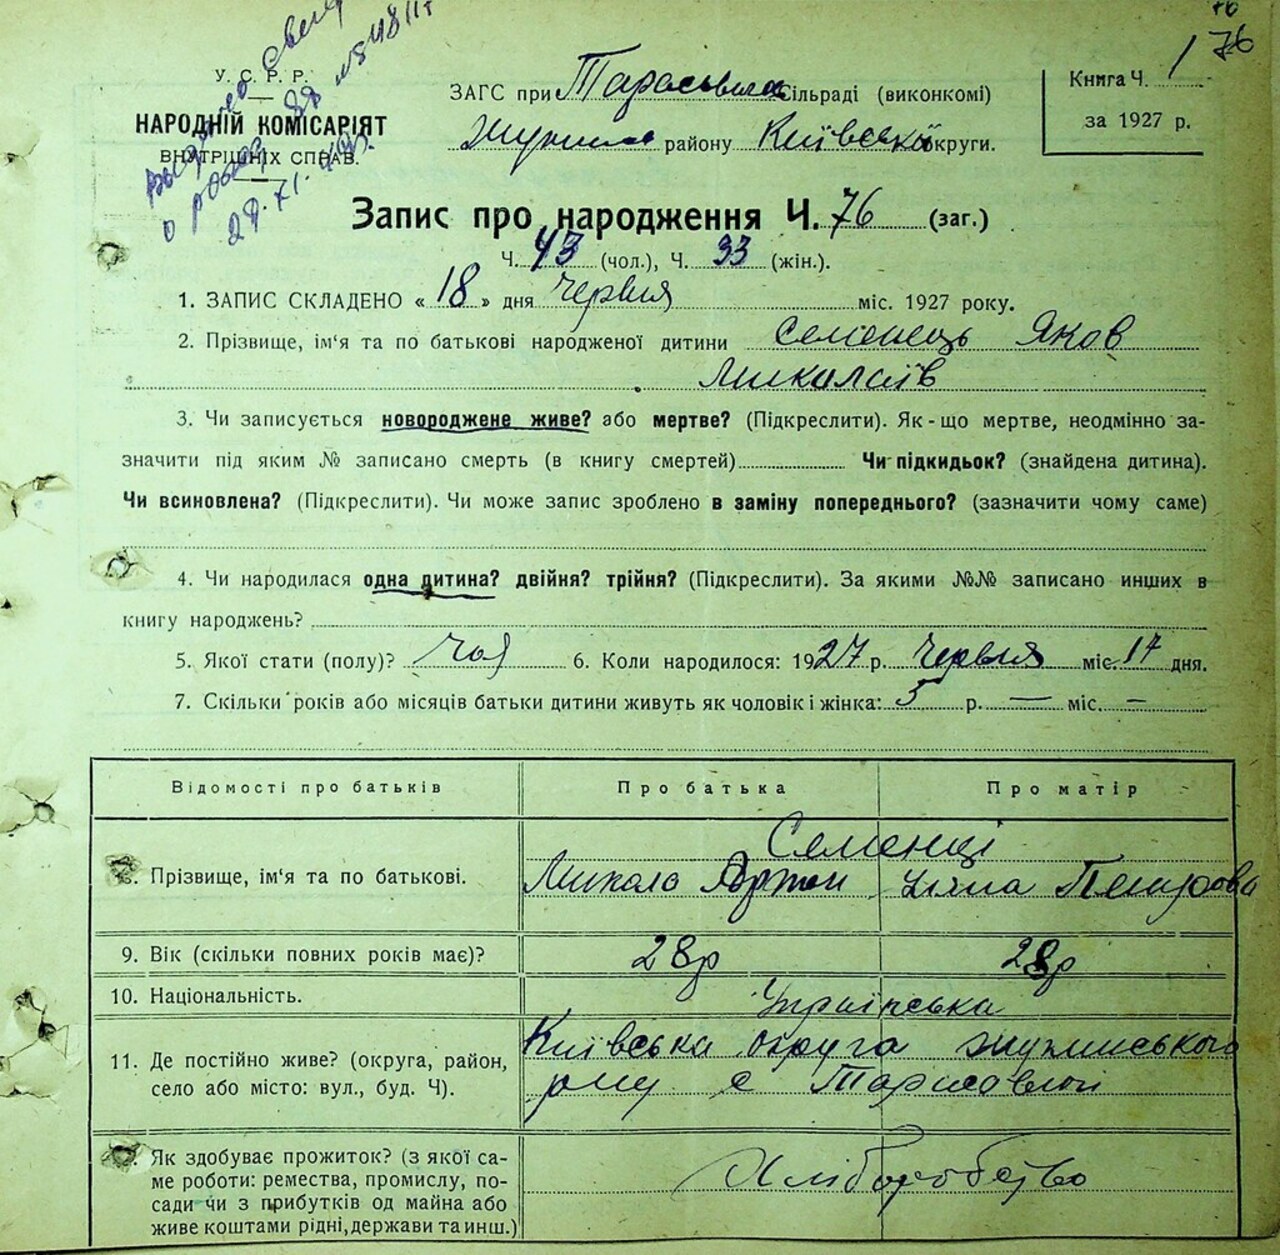 76
76
У. С. Р. Р.
НАРОДНІЙ КОМІСАРІЯТ
ВНУТРІШНІХ СПРАВ.
ЗАГС при Сільраді (виконкомі)
району Київської округи.
Книга Ч. 1
за 1927 р.
Запис про народження Ч. 76 (заг.)
Ч. 43 (чол.), Ч. 33 (жін.).
1. ЗАПИС СКЛАДЕНО « 18 » дня червня міс. 1927 року.
2. Прізвище, ім'я та по батькові народженої дитини Семенець Яков
Миколаїв
3. Чи записується новороджене живе? або мертве? (Підкреслити). Як-що мертве, неодмінно за-
значити під яким № записано смерть (в книгу смертей) Чи підкидьок? (знайдена дитина).
Чи всиновлена? (Підкреслити). Чи може запис зроблено в заміну попереднього? (зазначити чому саме)
4. Чи народилася одна дитина? двійня? трійня? (Підкреслити). За якими №№ записано инших в
книгу народжень?
5. Якої стати (полу)? чол 6. Коли народилося: 1927 р. червня міс. 17 дня.
7. Скільки років або місяців батьки дитини живуть як чоловік і жінка: 5 р. — міс. —
Відомості про батьків Про батька Про матір
Семенці
8. Прізвище, ім'я та по батькові. Микола
9. Вік (скільки повних років має)? 28р 28р
10. Національність. Українська
Київська округа
11. Де постійно живе? (округа, район,
село або місто: вул., буд. Ч). с
Як здобуває прожиток? (з якої са-
ме роботи: ремества, промислу, по-
сади чи з прибутків од майна або
живе коштами рідні, держави та инш.)
Хліборобство